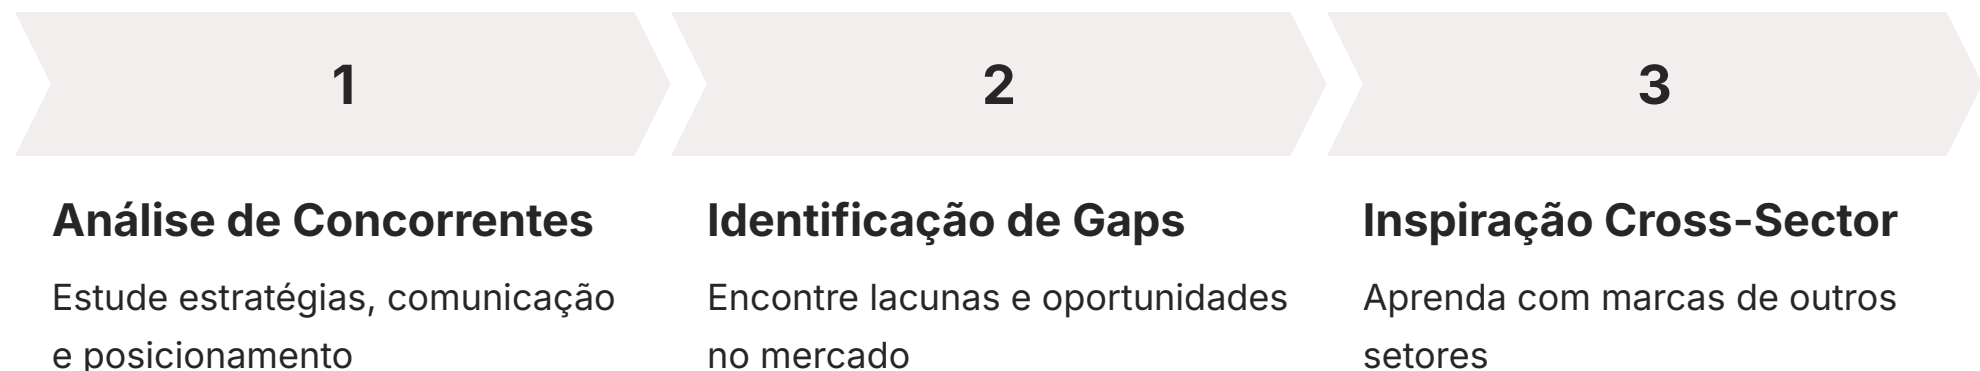 1
2
3
Análise de Concorrentes
Estude estratégias, comunicação
e posicionamento
Identificação de Gaps
Encontre lacunas e oportunidades
no mercado
Inspiração Cross-Sector
Aprenda com marcas de outros
setores